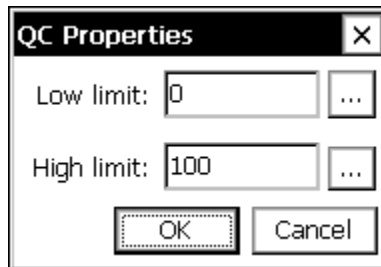 QC Properties
Low limit: 0 ...
High limit: 100 ...
OK Cancel